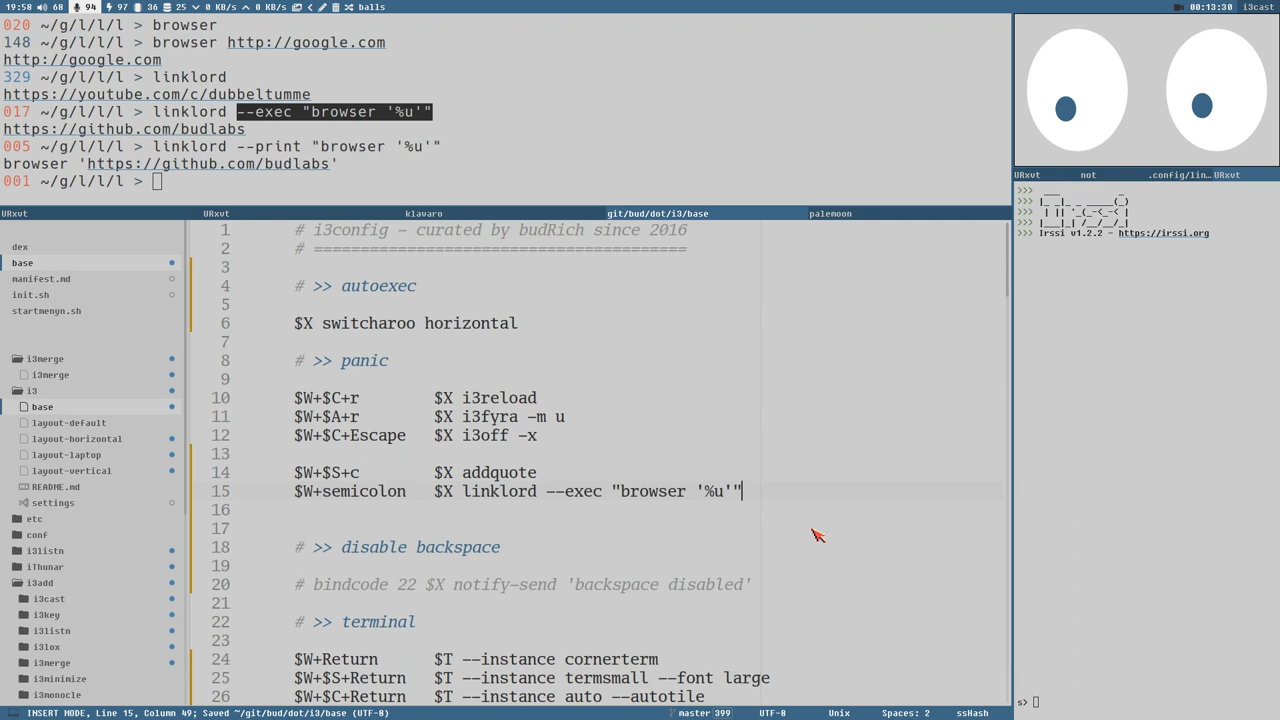 19:58 68 94 97 36 25 0 KB/s 0 KB/s balls
00:13:30 i3cast
020 ~/g/l/l/l > browser
148 ~/g/l/l/l > browser http://google.com
http://google.com
329 ~/g/l/l/l > linklord
https://youtube.com/c/dubbeltumme
017 ~/g/l/l/l > linklord --exec "browser '%u'"
https://github.com/budlabs
005 ~/g/l/l/l > linklord --print "browser '%u'"
browser 'https://github.com/budlabs'
001 ~/g/l/l/l >
URxvt not .config/lin… URxvt
>>>
>>>
>>>
>>>
>>> Irssi v1.2.2 - https://irssi.org
s>
URxvt URxvt klavaro git/bud/dot/i3/base palemoon
dex
base
manifest.md
init.sh
startmenyn.sh
i3merge
i3merge
i3
base
layout-default
layout-horizontal
layout-laptop
layout-vertical
README.md
settings
etc
conf
i3listn
iThunar
i3add
i3cast
i3key
i3listn
i3lox
i3merge
i3minimize
i3monocle
1 # i3config - curated by budRich since 2016
2 # ========================================
3
4 # >> autoexec
5
6 $X switcharoo horizontal
7
8 # >> panic
9
10 $W+$C+r $X i3reload
11 $W+$A+r $X i3fyra -m u
12 $W+$C+Escape $X i3off -x
13
14 $W+$S+c $X addquote
15 $W+semicolon $X linklord --exec "browser '%u'"
16
17
18 # >> disable backspace
19
20 # bindcode 22 $X notify-send 'backspace disabled'
21
22 # >> terminal
23
24 $W+Return $T --instance cornerterm
25 $W+$S+Return $T --instance termsmall --font large
26 $W+$C+Return $T --instance auto --autotile
INSERT MODE, Line 15, Column 49; Saved ~/git/bud/dot/i3/base (UTF-8) master 399 UTF-8 Unix Spaces: 2 ssHash